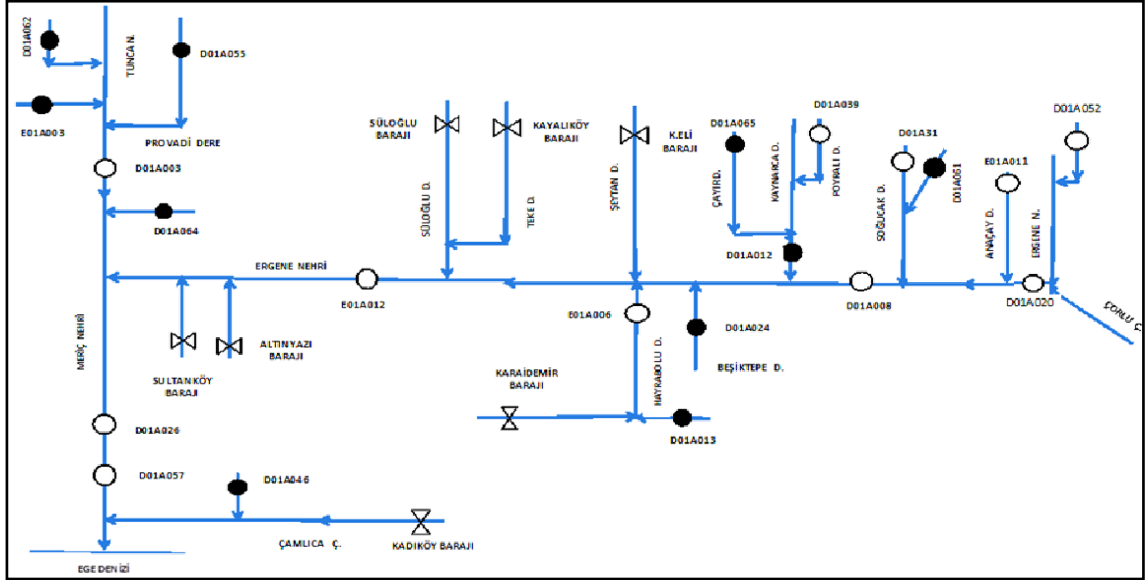 D01A062
TUNCA N.
D01A055
E01A003
PROVADİ DERE
D01A003
D01A064
SÜLOĞLU
BARAJI
KAYALIKÖY
BARAJI
K.ELİ
BARAJI
D01A065
D01A039
D01A31
D01A061
D01A052
E01A011
SÜLOĞLU D.
TEKE D.
ŞEYTAN D.
ÇAYIRD.
KAYNARCA D.
POYRALI D.
SOĞUCAK D.
ANAÇAY D.
ERGENE N.
D01A012
ERGENE NEHRİ
E01A012
E01A006
D01A008
D01A020
ÇORLU Ç.
D01A024
MERİÇ NEHRİ
SULTANKÖY
BARAJI
ALTINYAZI
BARAJI
KARAİDEMİR
BARAJI
HAYRABOLU D.
BEŞİKTEPE D.
D01A013
D01A026
D01A057
D01A046
ÇAMLICA Ç.
KADIKÖY BARAJI
EGE DENİZİ